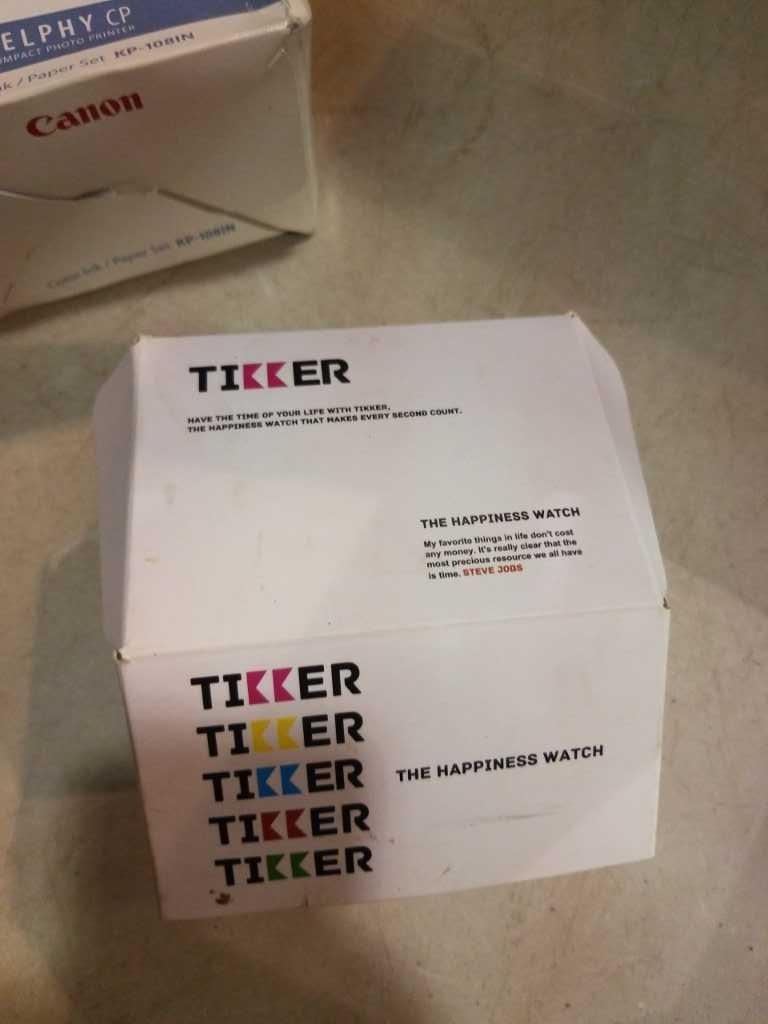 ELPHY CP
COMPACT PHOTO PRINTER
Ink / Paper Set KP-108IN
Canon
Color Ink / Paper Set KP-108IN
TIKKER
HAVE THE TIME OF YOUR LIFE WITH TIKKER,
THE HAPPINESS WATCH THAT MAKES EVERY SECOND COUNT.
THE HAPPINESS WATCH
My favorite things in life don't cost
any money. It's really clear that the
most precious resource we all have
is time. STEVE JOBS
TIKKER
TIKKER
TIKKER
TIKKER
TIKKER
THE HAPPINESS WATCH